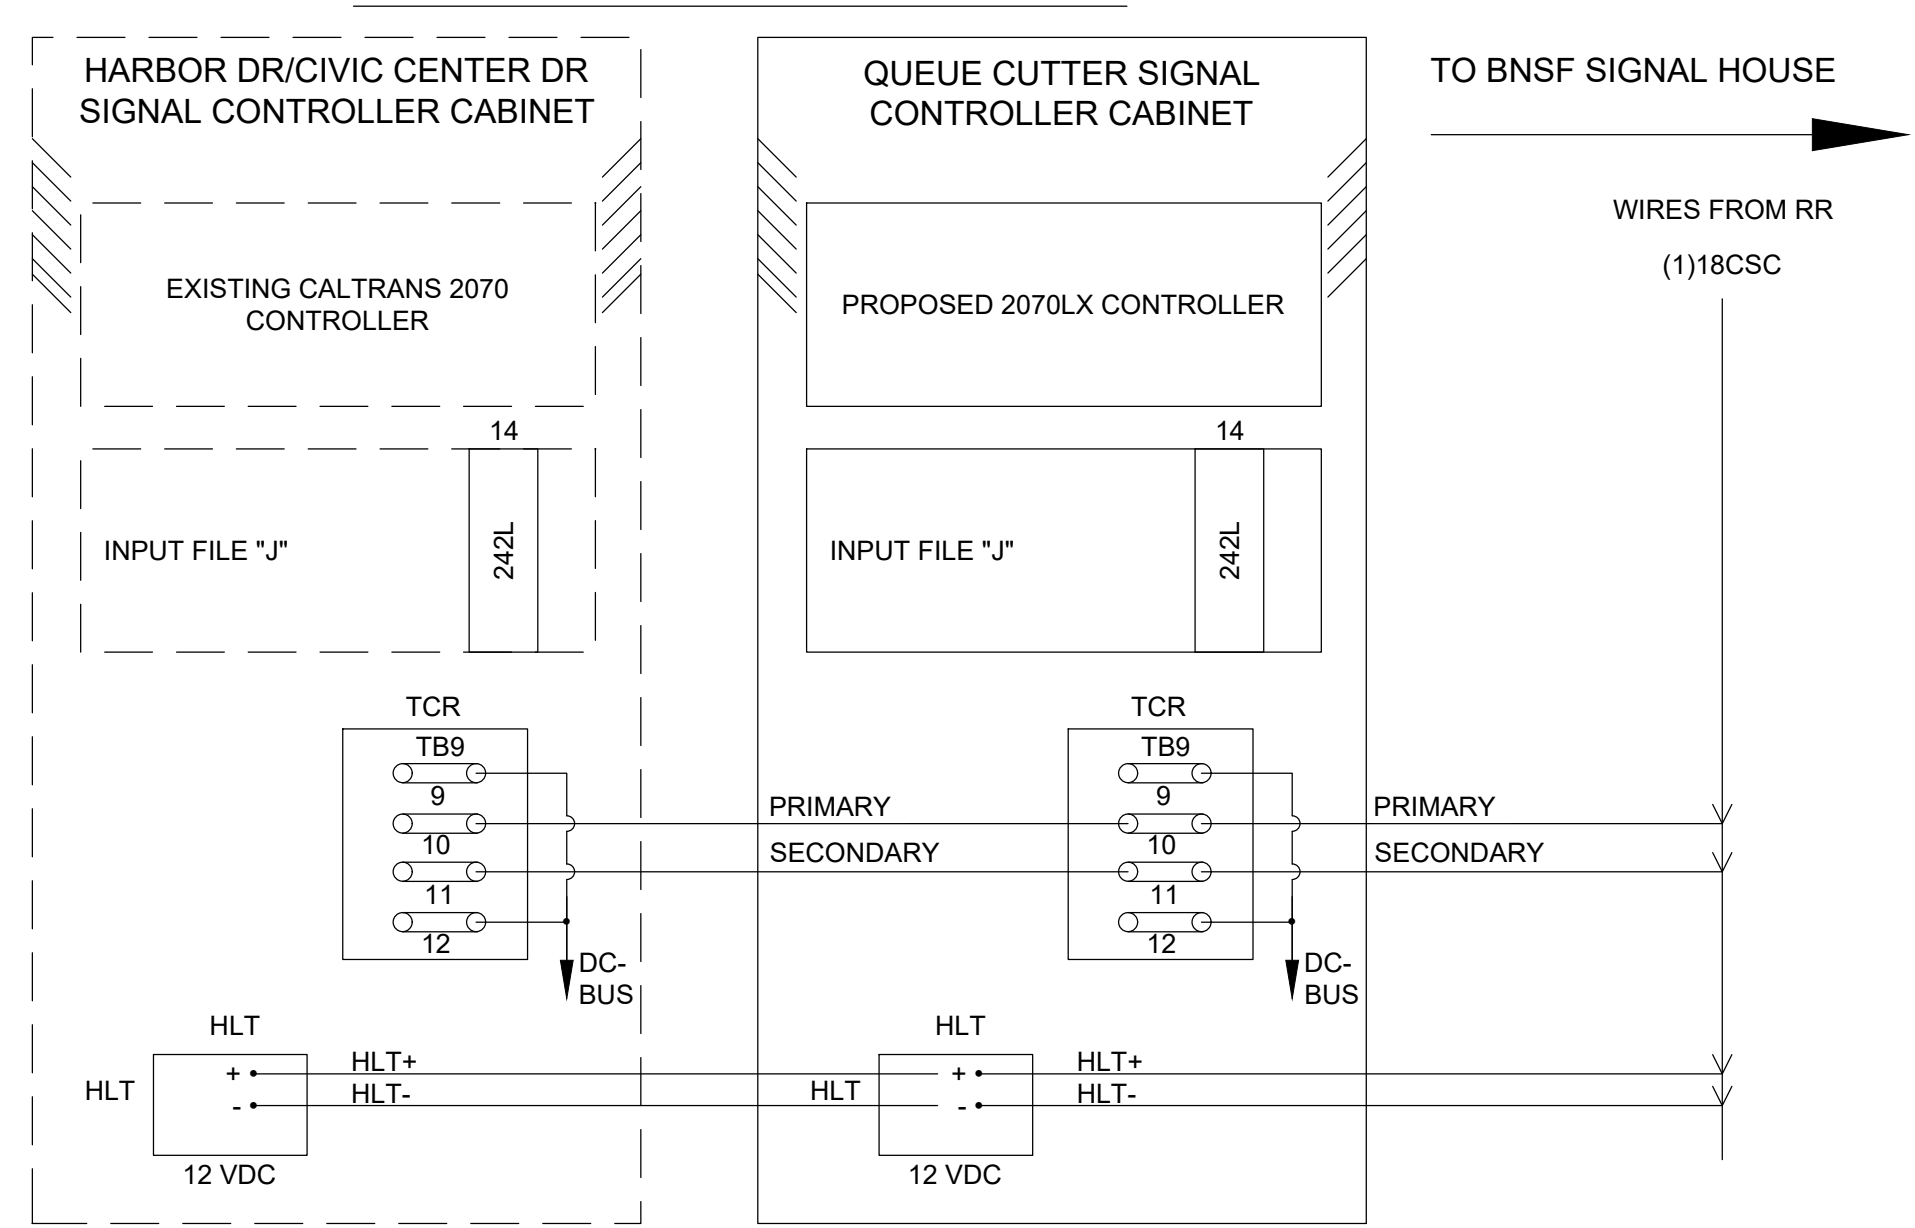 HARBOR DR/CIVIC CENTER DR
SIGNAL CONTROLLER CABINET
EXISTING CALTRANS 2070
CONTROLLER
14
INPUT FILE "J"
242L
TCR
TB9
9
10
11
12
DC-
BUS
HLT
HLT
+
-
12 VDC
HLT+
HLT-
QUEUE CUTTER SIGNAL
CONTROLLER CABINET
PROPOSED 2070LX CONTROLLER
14
INPUT FILE "J"
242L
PRIMARY
SECONDARY
TCR
TB9
9
10
11
12
DC-
BUS
HLT
HLT
+
-
12 VDC
HLT+
HLT-
TO BNSF SIGNAL HOUSE
WIRES FROM RR
(1)18CSC
PRIMARY
SECONDARY